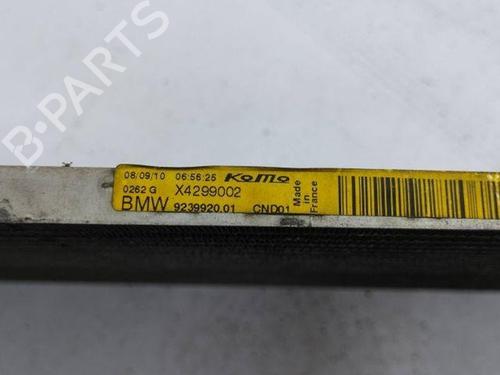 B-PARTS
08/09/10 06:56:25 KoMo
0262 G X4299002
BMW 9239920.01 CND01
Made
in
France